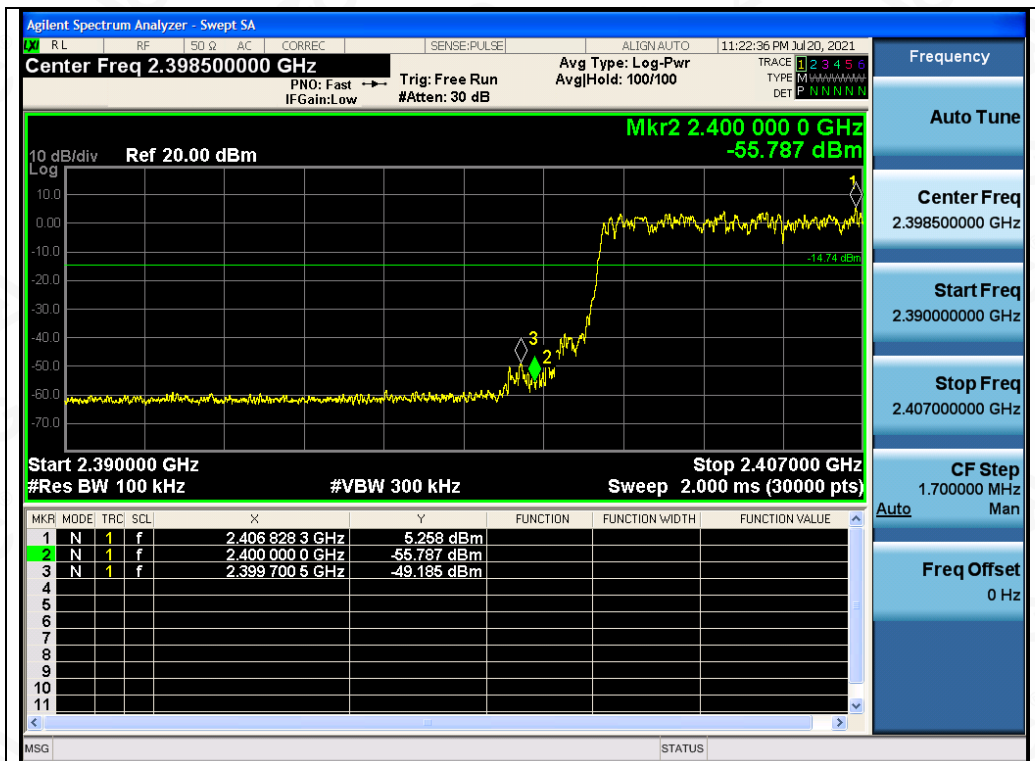 Agilent Spectrum Analyzer - Swept SA
LXI RL RF 50 Ω AC CORREC SENSE:PULSE ALIGN AUTO 11:22:36 PM Jul 20, 2021
Center Freq 2.398500000 GHz
PNO: Fast
IFGain:Low
Trig: Free Run
#Atten: 30 dB
Avg Type: Log-Pwr
Avg|Hold: 100/100
TRACE 1 2 3 4 5 6
TYPE M WWWWW
DET P N N N N N
Mkr2 2.400 000 0 GHz
-55.787 dBm
10 dB/div Ref 20.00 dBm
Log
10.0
0.00
-10.0
-20.0
-30.0
-40.0
-50.0
-60.0
-70.0
1
-14.74 dBm
3
2
Start 2.390000 GHz Stop 2.407000 GHz
#Res BW 100 kHz #VBW 300 kHz Sweep 2.000 ms (30000 pts)
MKR MODE TRC SCL X Y FUNCTION FUNCTION WIDTH FUNCTION VALUE
1 N 1 f 2.406 828 3 GHz 5.258 dBm
2 N 1 f 2.400 000 0 GHz -55.787 dBm
3 N 1 f 2.399 700 5 GHz -49.185 dBm
4
5
6
7
8
9
10
11
MSG STATUS
Frequency
Auto Tune
Center Freq
2.398500000 GHz
Start Freq
2.390000000 GHz
Stop Freq
2.407000000 GHz
CF Step
1.700000 MHz
Auto Man
Freq Offset
0 Hz